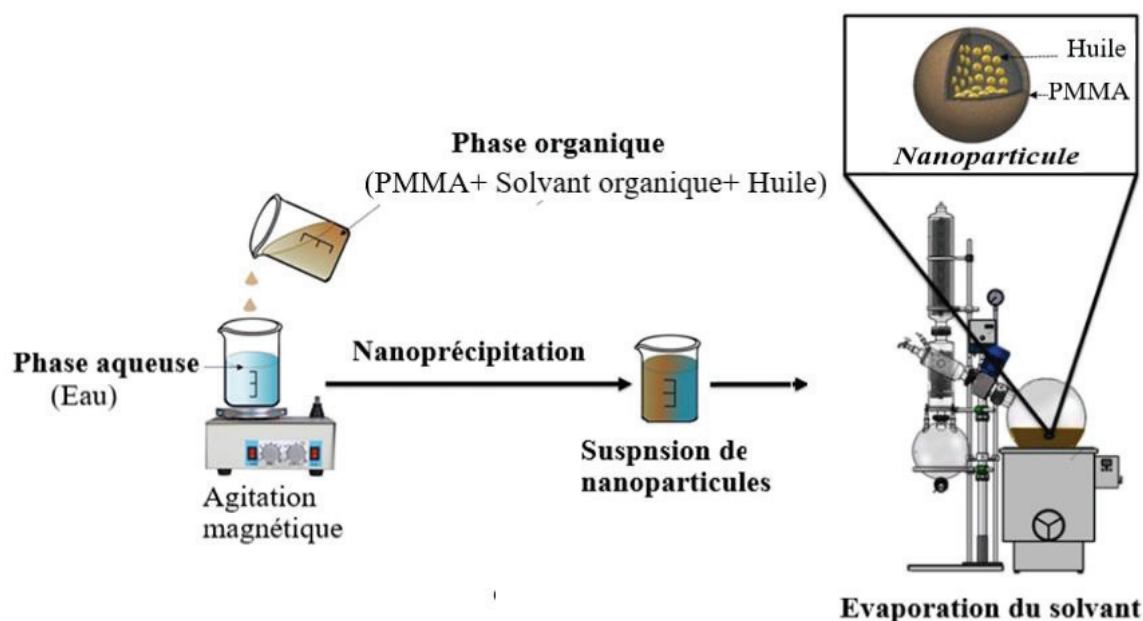 Huile
PMMA
Nanoparticule
Phase organique
(PMMA+ Solvant organique+ Huile)
Phase aqueuse
(Eau)
Nanoprécipitation
Suspnsion de
nanoparticules
Agitation
magnétique
Evaporation du solvant